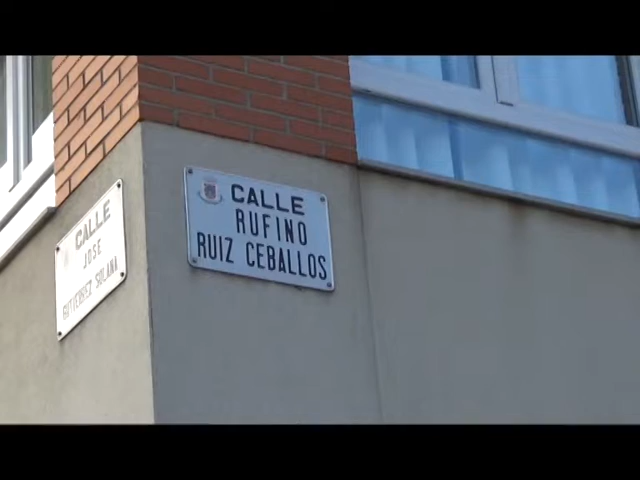 CALLE
JOSE
GUTIERREZ SOLANA
CALLE
RUFINO
RUIZ CEBALLOS